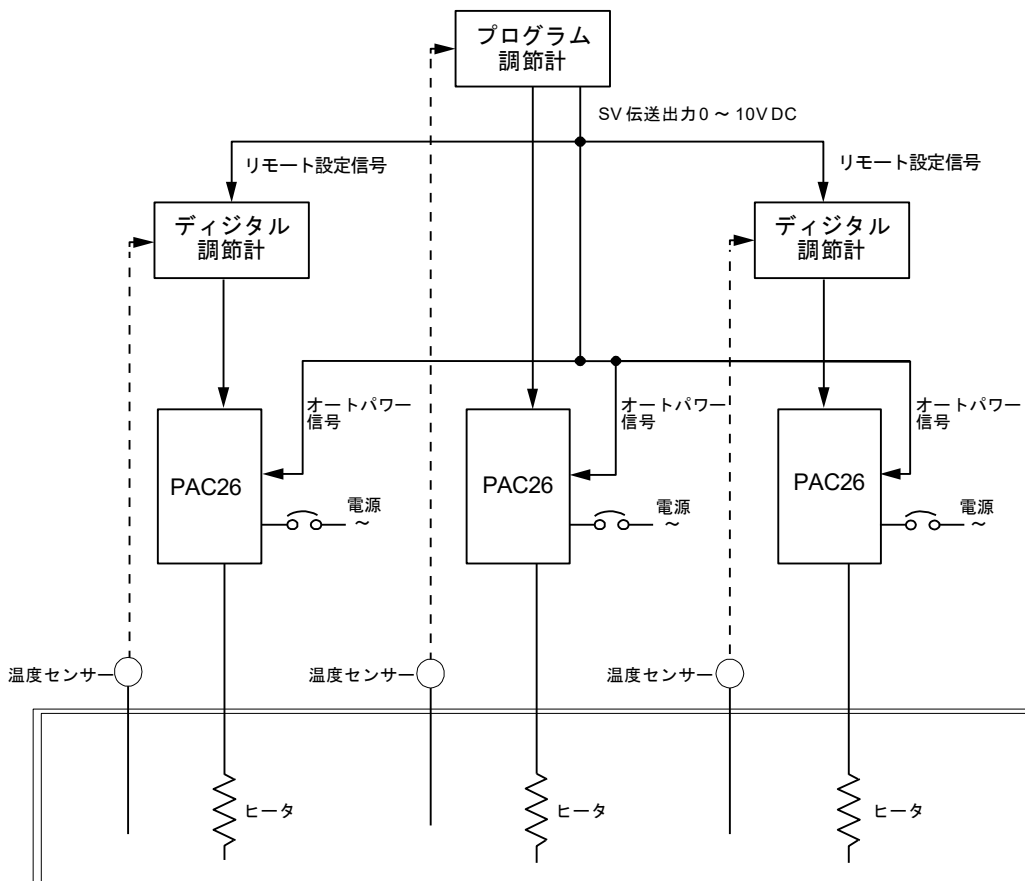 プログラム
調節計
SV 伝送出力 0 ～ 10V DC
リモート設定信号
リモート設定信号
ディジタル
調節計
ディジタル
調節計
オートパワー
信号
オートパワー
信号
オートパワー
信号
PAC26
PAC26
PAC26
電源
～
電源
～
電源
～
温度センサー
温度センサー
温度センサー
ヒータ
ヒータ
ヒータ